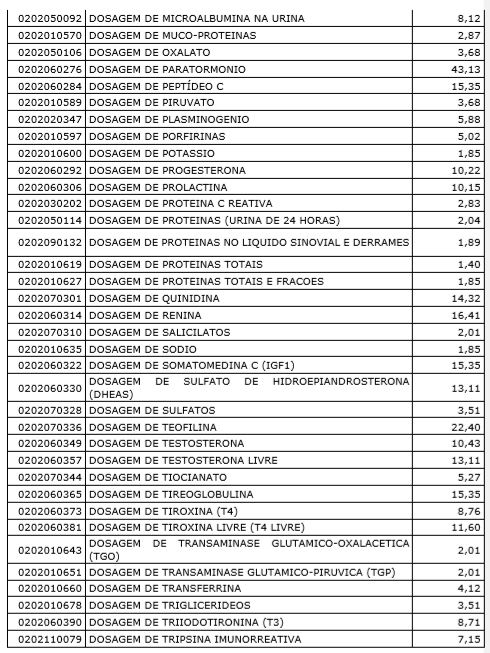 0202050092 DOSAGEM DE MICROALBUMINA NA URINA 8,12
0202010570 DOSAGEM DE MUCO-PROTEINAS 2,87
0202050106 DOSAGEM DE OXALATO 3,68
0202060276 DOSAGEM DE PARATORMONIO 43,13
0202060284 DOSAGEM DE PEPTÍDEO C 15,35
0202010589 DOSAGEM DE PIRUVATO 3,68
0202020347 DOSAGEM DE PLASMINOGENIO 5,88
0202010597 DOSAGEM DE PORFIRINAS 5,02
0202010600 DOSAGEM DE POTASSIO 1,85
0202060292 DOSAGEM DE PROGESTERONA 10,22
0202060306 DOSAGEM DE PROLACTINA 10,15
0202030202 DOSAGEM DE PROTEINA C REATIVA 2,83
0202050114 DOSAGEM DE PROTEINAS (URINA DE 24 HORAS) 2,04
0202090132 DOSAGEM DE PROTEINAS NO LIQUIDO SINOVIAL E DERRAMES 1,89
0202010619 DOSAGEM DE PROTEINAS TOTAIS 1,40
0202010627 DOSAGEM DE PROTEINAS TOTAIS E FRACOES 1,85
0202070301 DOSAGEM DE QUINIDINA 14,32
0202060314 DOSAGEM DE RENINA 16,41
0202070310 DOSAGEM DE SALICILATOS 2,01
0202010635 DOSAGEM DE SODIO 1,85
0202060322 DOSAGEM DE SOMATOMEDINA C (IGF1) 15,35
0202060330 DOSAGEM DE SULFATO DE HIDROEPIANDROSTERONA
(DHEAS) 13,11
0202070328 DOSAGEM DE SULFATOS 3,51
0202070336 DOSAGEM DE TEOFILINA 22,40
0202060349 DOSAGEM DE TESTOSTERONA 10,43
0202060357 DOSAGEM DE TESTOSTERONA LIVRE 13,11
0202070344 DOSAGEM DE TIOCIANATO 5,27
0202060365 DOSAGEM DE TIREOGLOBULINA 15,35
0202060373 DOSAGEM DE TIROXINA (T4) 8,76
0202060381 DOSAGEM DE TIROXINA LIVRE (T4 LIVRE) 11,60
0202010643 DOSAGEM DE TRANSAMINASE GLUTAMICO-OXALACETICA
(TGO) 2,01
0202010651 DOSAGEM DE TRANSAMINASE GLUTAMICO-PIRUVICA (TGP) 2,01
0202010660 DOSAGEM DE TRANSFERRINA 4,12
0202010678 DOSAGEM DE TRIGLICERIDEOS 3,51
0202060390 DOSAGEM DE TRIIODOTIRONINA (T3) 8,71
0202110079 DOSAGEM DE TRIPSINA IMUNORREATIVA 7,15